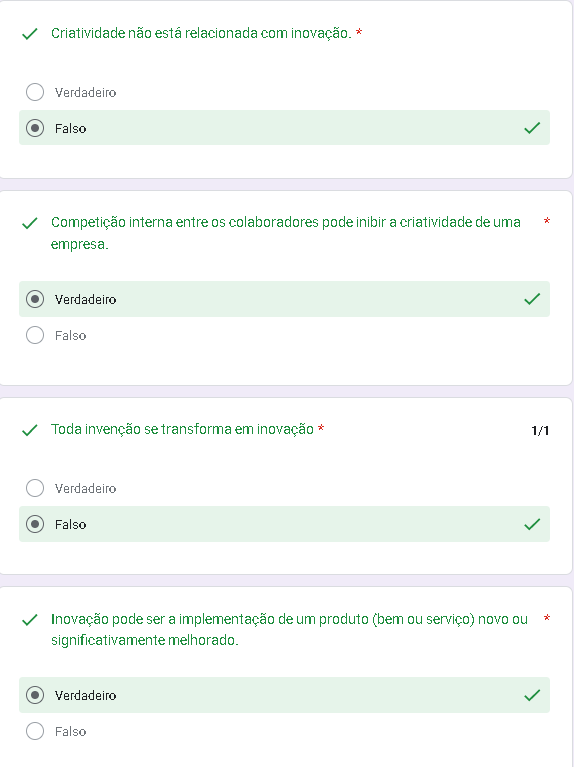 Criatividade não está relacionada com inovação. *
Verdadeiro
Falso
Competição interna entre os colaboradores pode inibir a criatividade de uma *
empresa.
Verdadeiro
Falso
Toda invenção se transforma em inovação * 1/1
Verdadeiro
Falso
Inovação pode ser a implementação de um produto (bem ou serviço) novo ou *
significativamente melhorado.
Verdadeiro
Falso